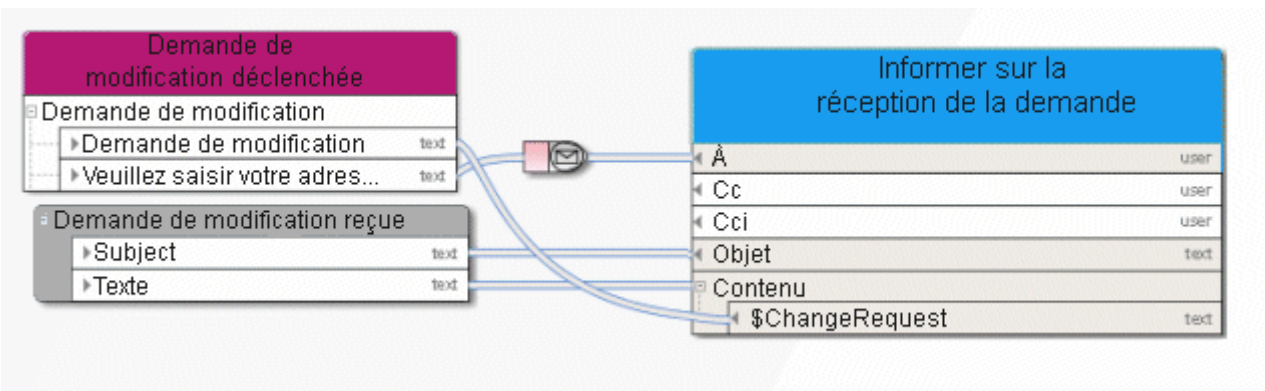 Demande de
modification déclenchée
Demande de modification
Demande de modification text
Veuillez saisir votre adres... text
Demande de modification reçue
Subject text
Texte text
Informer sur la
réception de la demande
À user
Cc user
Cci user
Objet text
Contenu
$ChangeRequest text